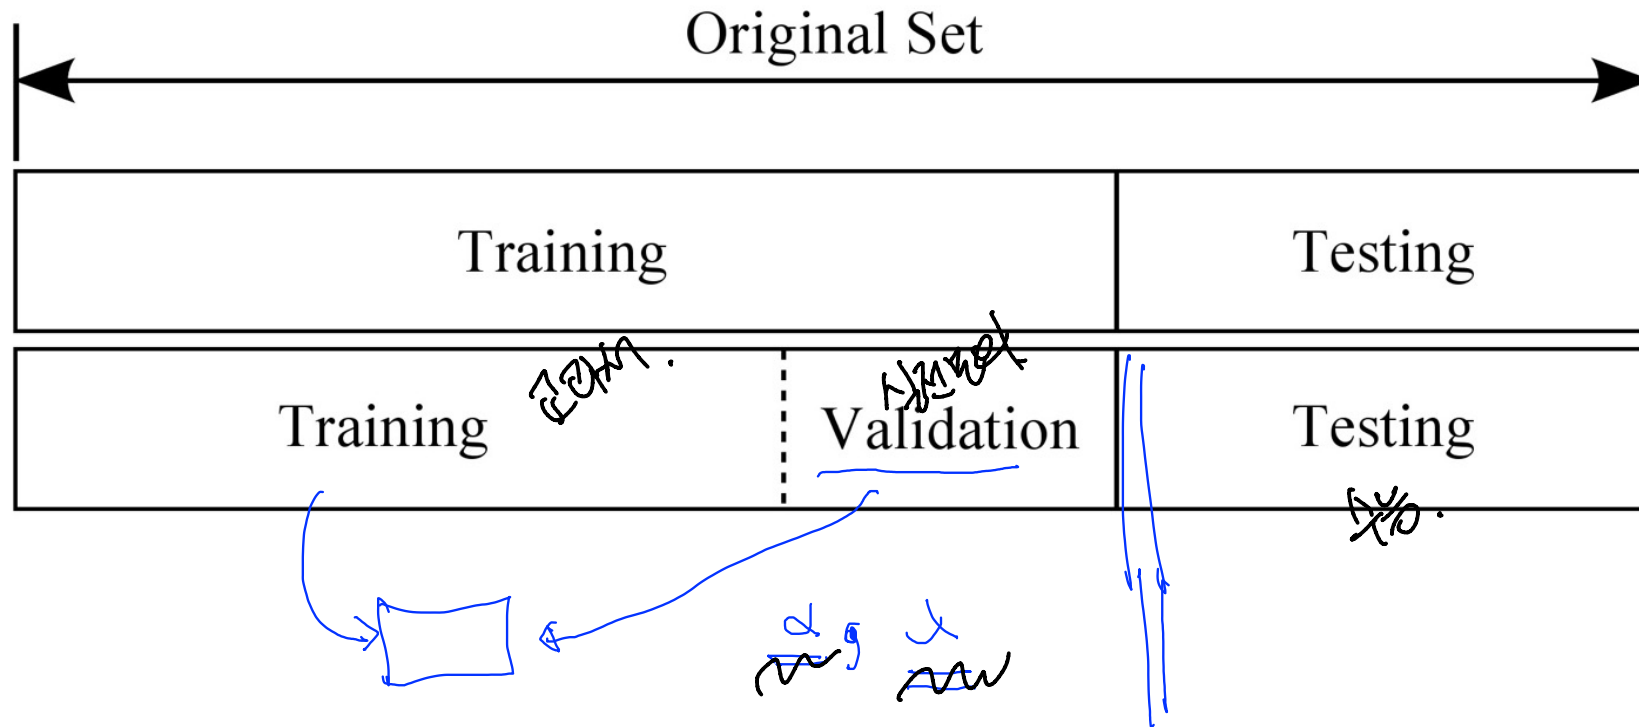 Original Set
Training Testing
Training Validation Testing
α, λ